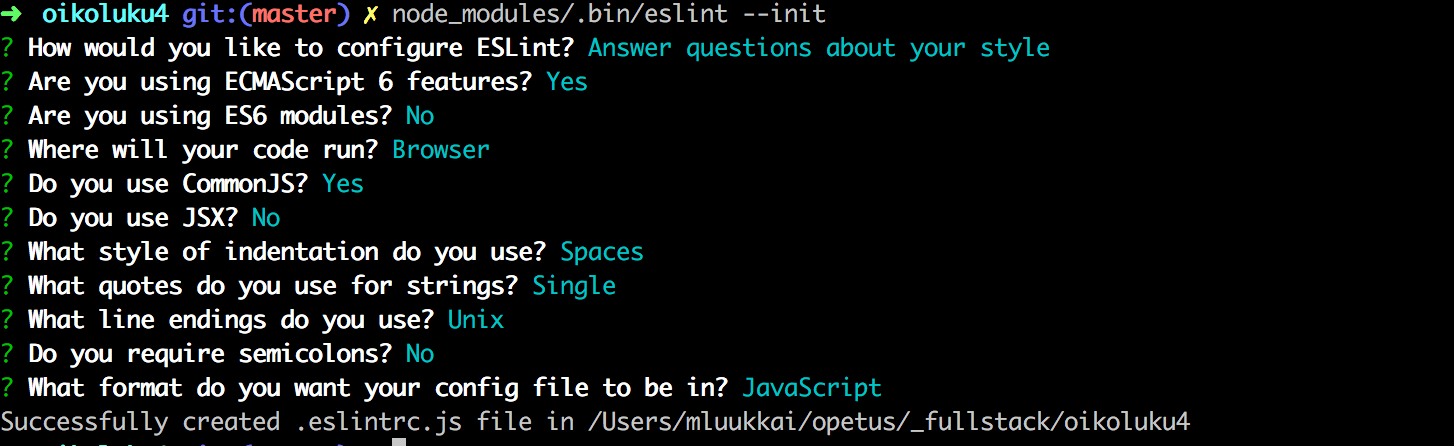 ➜ oikoluku4 git:(master) ✗ node_modules/.bin/eslint --init
? How would you like to configure ESLint? Answer questions about your style
? Are you using ECMAScript 6 features? Yes
? Are you using ES6 modules? No
? Where will your code run? Browser
? Do you use CommonJS? Yes
? Do you use JSX? No
? What style of indentation do you use? Spaces
? What quotes do you use for strings? Single
? What line endings do you use? Unix
? Do you require semicolons? No
? What format do you want your config file to be in? JavaScript
Successfully created .eslintrc.js file in /Users/mluukkai/opetus/_fullstack/oikoluku4